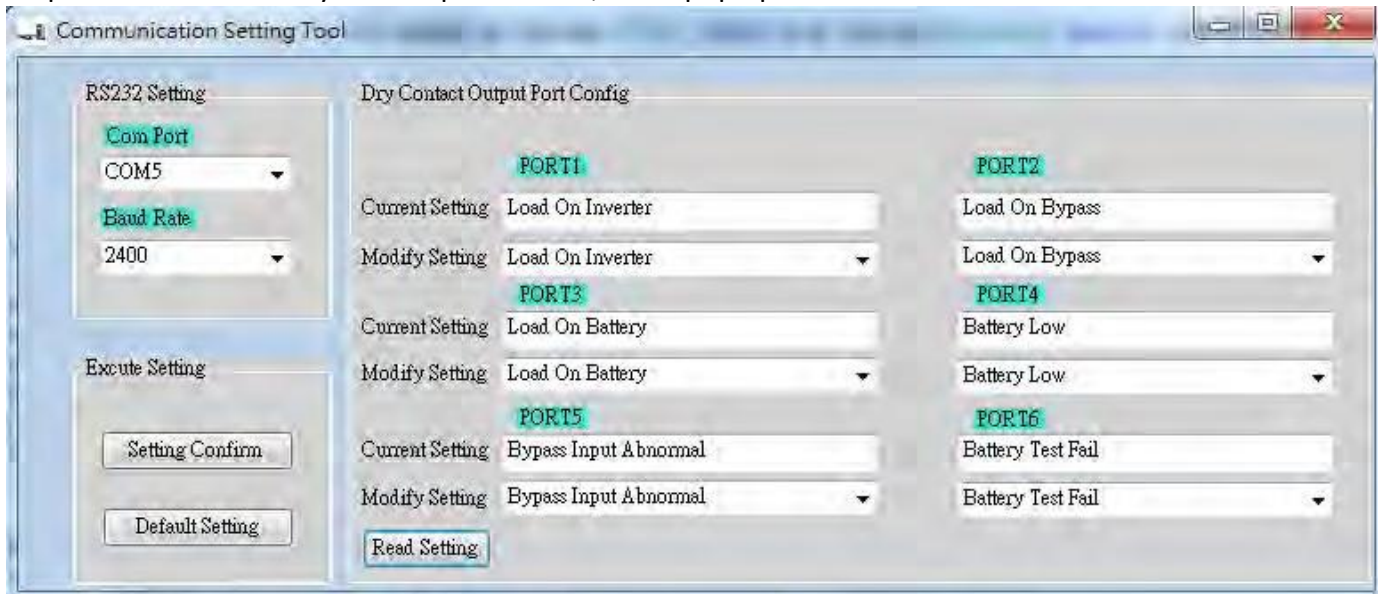 Communication Setting Tool
RS232 Setting
Com Port
COM5
Baud Rate
2400
Excute Setting
Setting Confirm
Default Setting
Dry Contact Output Port Config
PORT1 PORT2
Current Setting Load On Inverter Load On Bypass
Modify Setting Load On Inverter Load On Bypass
PORT3 PORT4
Current Setting Load On Battery Battery Low
Modify Setting Load On Battery Battery Low
PORT5 PORT6
Current Setting Bypass Input Abnormal Battery Test Fail
Modify Setting Bypass Input Abnormal Battery Test Fail
Read Setting